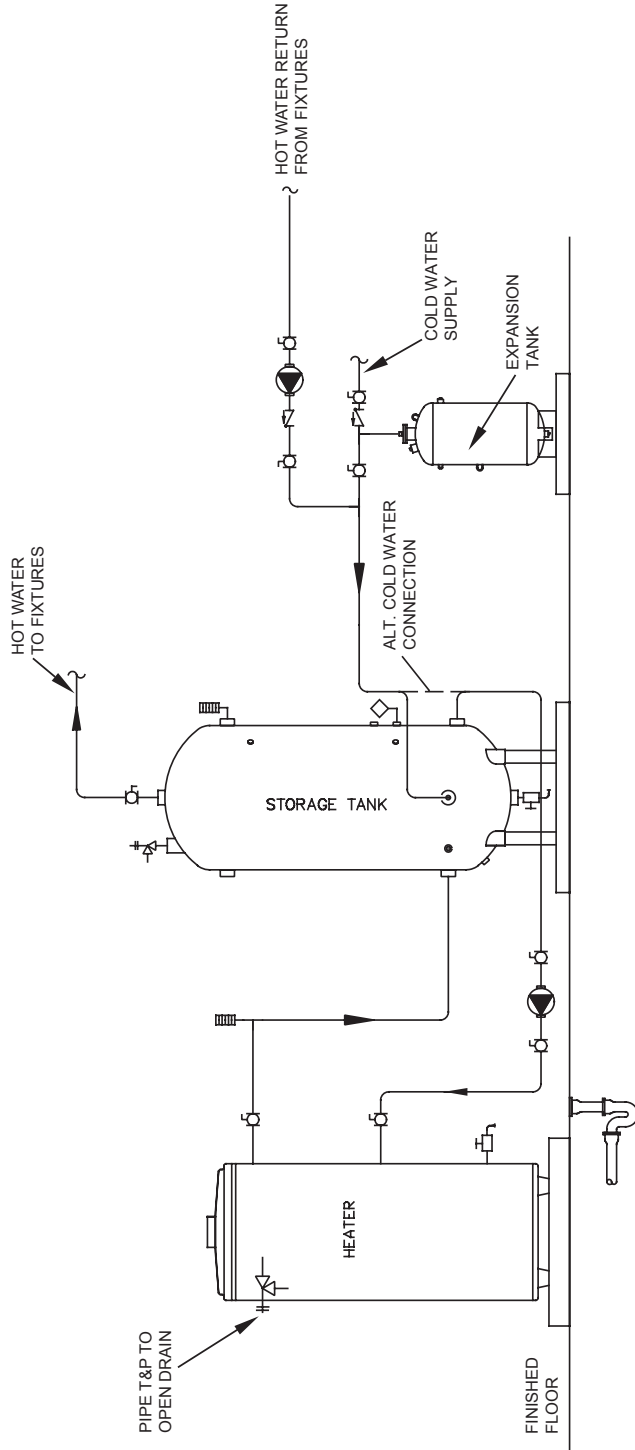 HOT WATER
TO FIXTURES
HOT WATER RETURN
FROM FIXTURES
PIPE T&P TO
OPEN DRAIN
STORAGE TANK
HEATER
ALT. COLD WATER
CONNECTION
COLD WATER
SUPPLY
EXPANSION
TANK
FINISHED
FLOOR